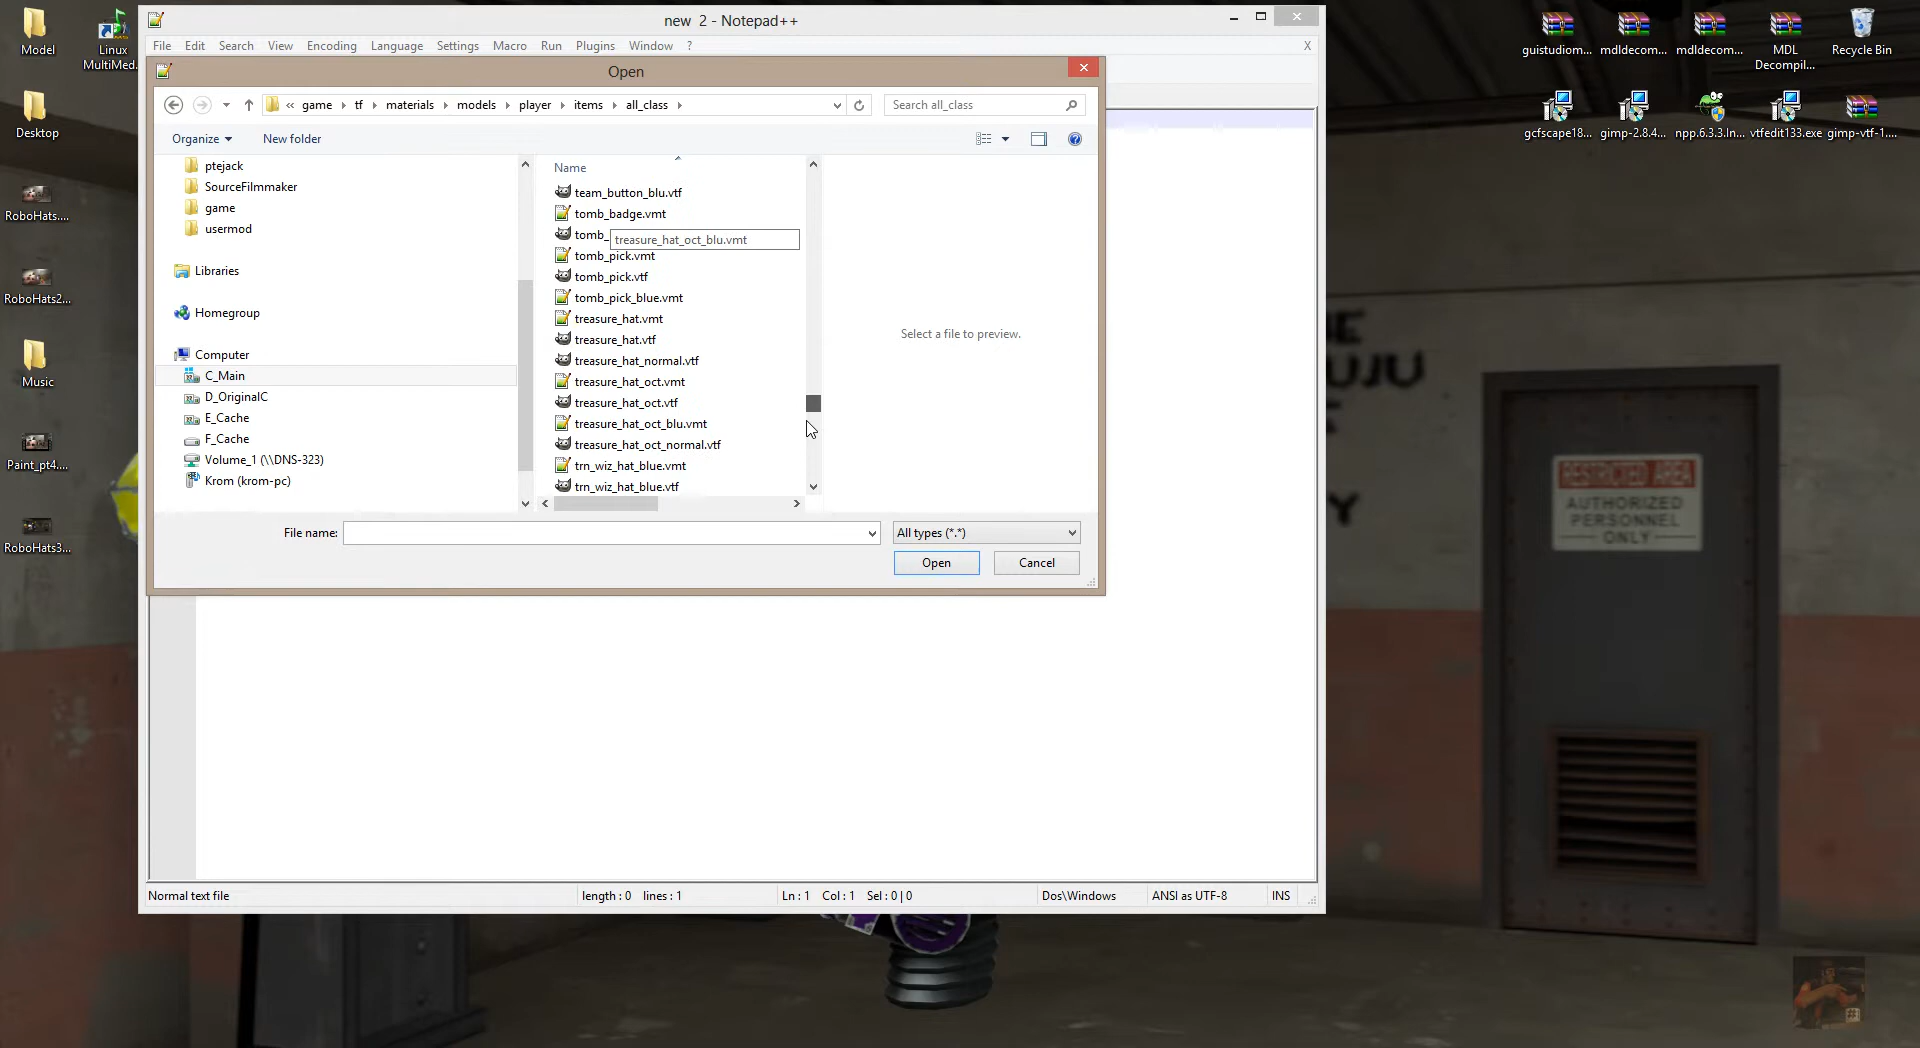 Model
Linux
MultiMed...
Desktop
RoboHats....
RoboHats2...
Music
Paint_pt4....
RoboHats3...
new 2 - Notepad++
File Edit Search View Encoding Language Settings Macro Run Plugins Window ? X
Open
« game tf materials models player items all_class
Search all_class
Organize New folder
ptejack
SourceFilmmaker
game
usermod
Libraries
Homegroup
Computer
C_Main
D_OriginalC
E_Cache
F_Cache
Volume_1 (\\DNS-323)
Krom (krom-pc)
Name
team_button_blu.vtf
tomb_badge.vmt
tomb_
treasure_hat_oct_blu.vmt
tomb_pick.vmt
tomb_pick.vtf
tomb_pick_blue.vmt
treasure_hat.vmt
treasure_hat.vtf
treasure_hat_normal.vtf
treasure_hat_oct.vmt
treasure_hat_oct.vtf
treasure_hat_oct_blu.vmt
treasure_hat_oct_normal.vtf
trn_wiz_hat_blue.vmt
trn_wiz_hat_blue.vtf
Select a file to preview.
File name:
All types (*.*)
Open Cancel
Normal text file length : 0 lines : 1 Ln : 1 Col : 1 Sel : 0 | 0 Dos\Windows ANSI as UTF-8 INS
guistudiom...
mdldecom...
mdldecom...
MDL
Decompil...
Recycle Bin
gcfscape18...
gimp-2.8.4...
npp.6.3.3.In...
vtfedit133.exe
gimp-vtf-1....
RESTRICTED AREA
AUTHORIZED
PERSONNEL
ONLY